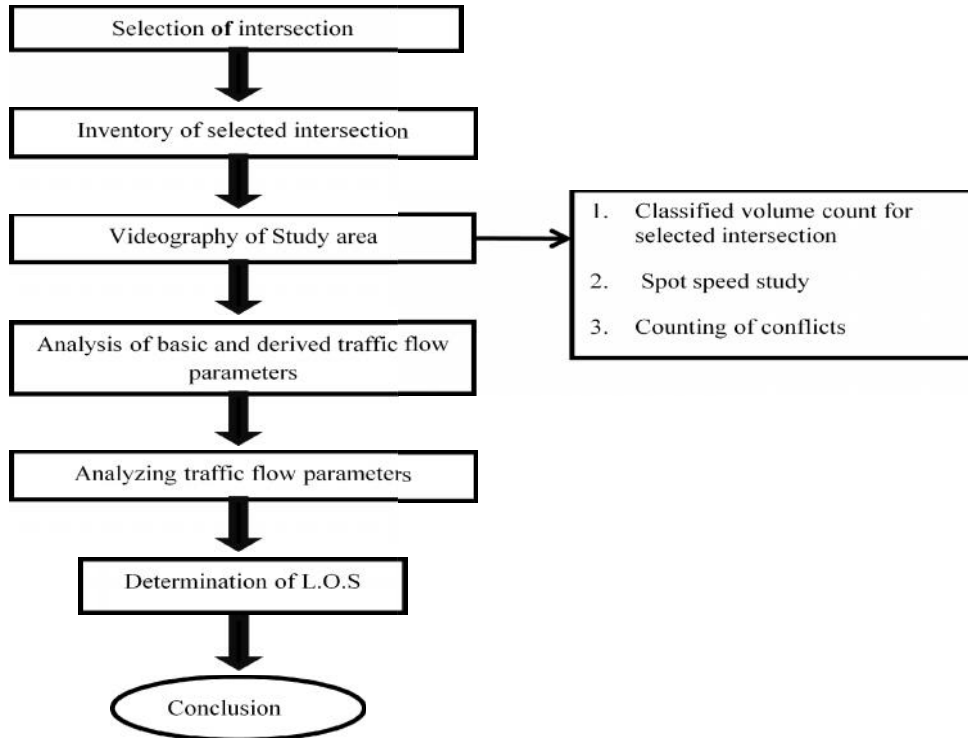 Selection of intersection
Inventory of selected intersection
Videography of Study area
1. Classified volume count for
selected intersection
2. Spot speed study
3. Counting of conflicts
Analysis of basic and derived traffic flow
parameters
Analyzing traffic flow parameters
Determination of L.O.S
Conclusion